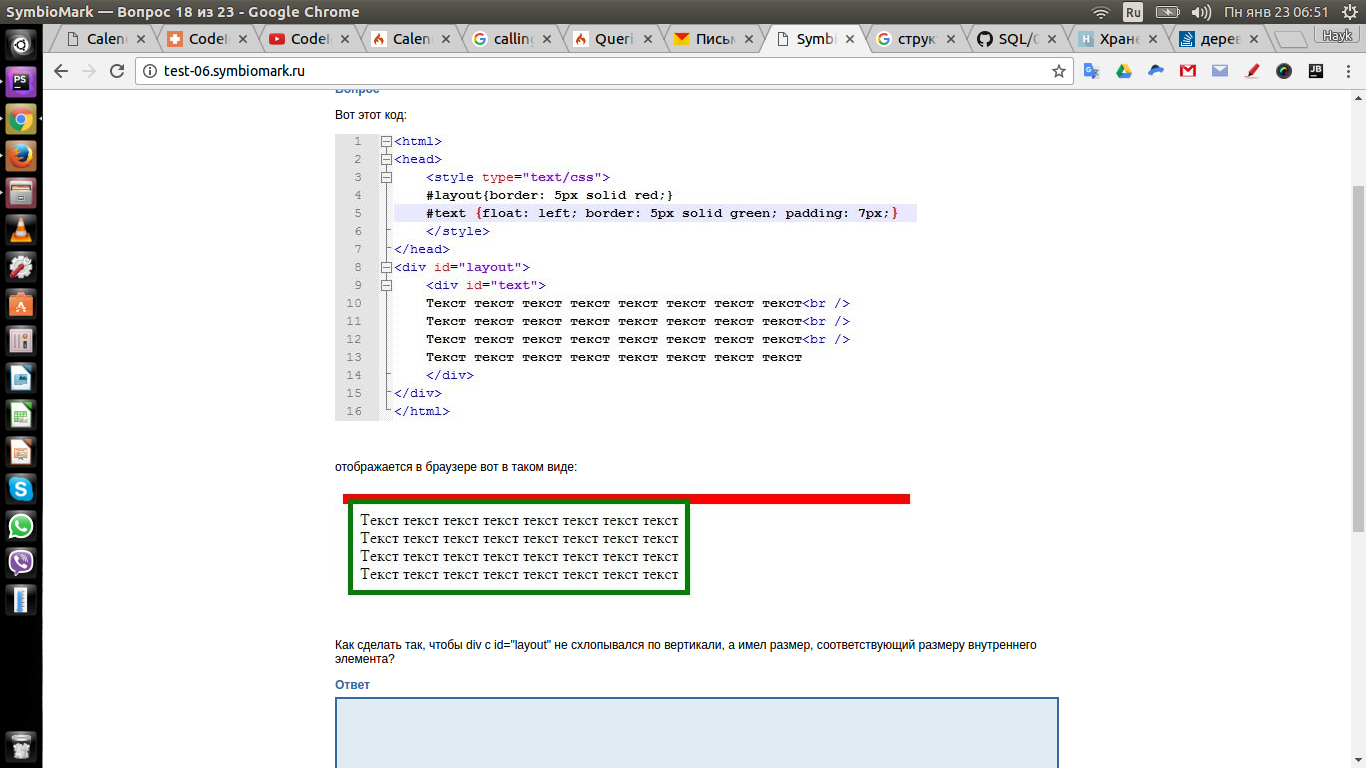 SymbioMark — Вопрос 18 из 23 - Google Chrome
Ru
Пн янв 23 06:51
Calen
CodeI
CodeI
Calen
calling
Queri
Письм
Symbi
струк
SQL/
Хране
дерев
Hayk
test-06.symbiomark.ru
Вопрос
Вот этот код:
1 <html>
2 <head>
3 <style type="text/css">
4 #layout{border: 5px solid red;}
5 #text {float: left; border: 5px solid green; padding: 7px;}
6 </style>
7 </head>
8 <div id="layout">
9 <div id="text">
10 Текст текст текст текст текст текст текст текст<br />
11 Текст текст текст текст текст текст текст текст<br />
12 Текст текст текст текст текст текст текст текст<br />
13 Текст текст текст текст текст текст текст текст
14 </div>
15 </div>
16 </html>
отображается в браузере вот в таком виде:
Текст текст текст текст текст текст текст текст
Текст текст текст текст текст текст текст текст
Текст текст текст текст текст текст текст текст
Текст текст текст текст текст текст текст текст
Как сделать так, чтобы div с id="layout" не схлопывался по вертикали, а имел размер, соответствующий размеру внутреннего
элемента?
Ответ